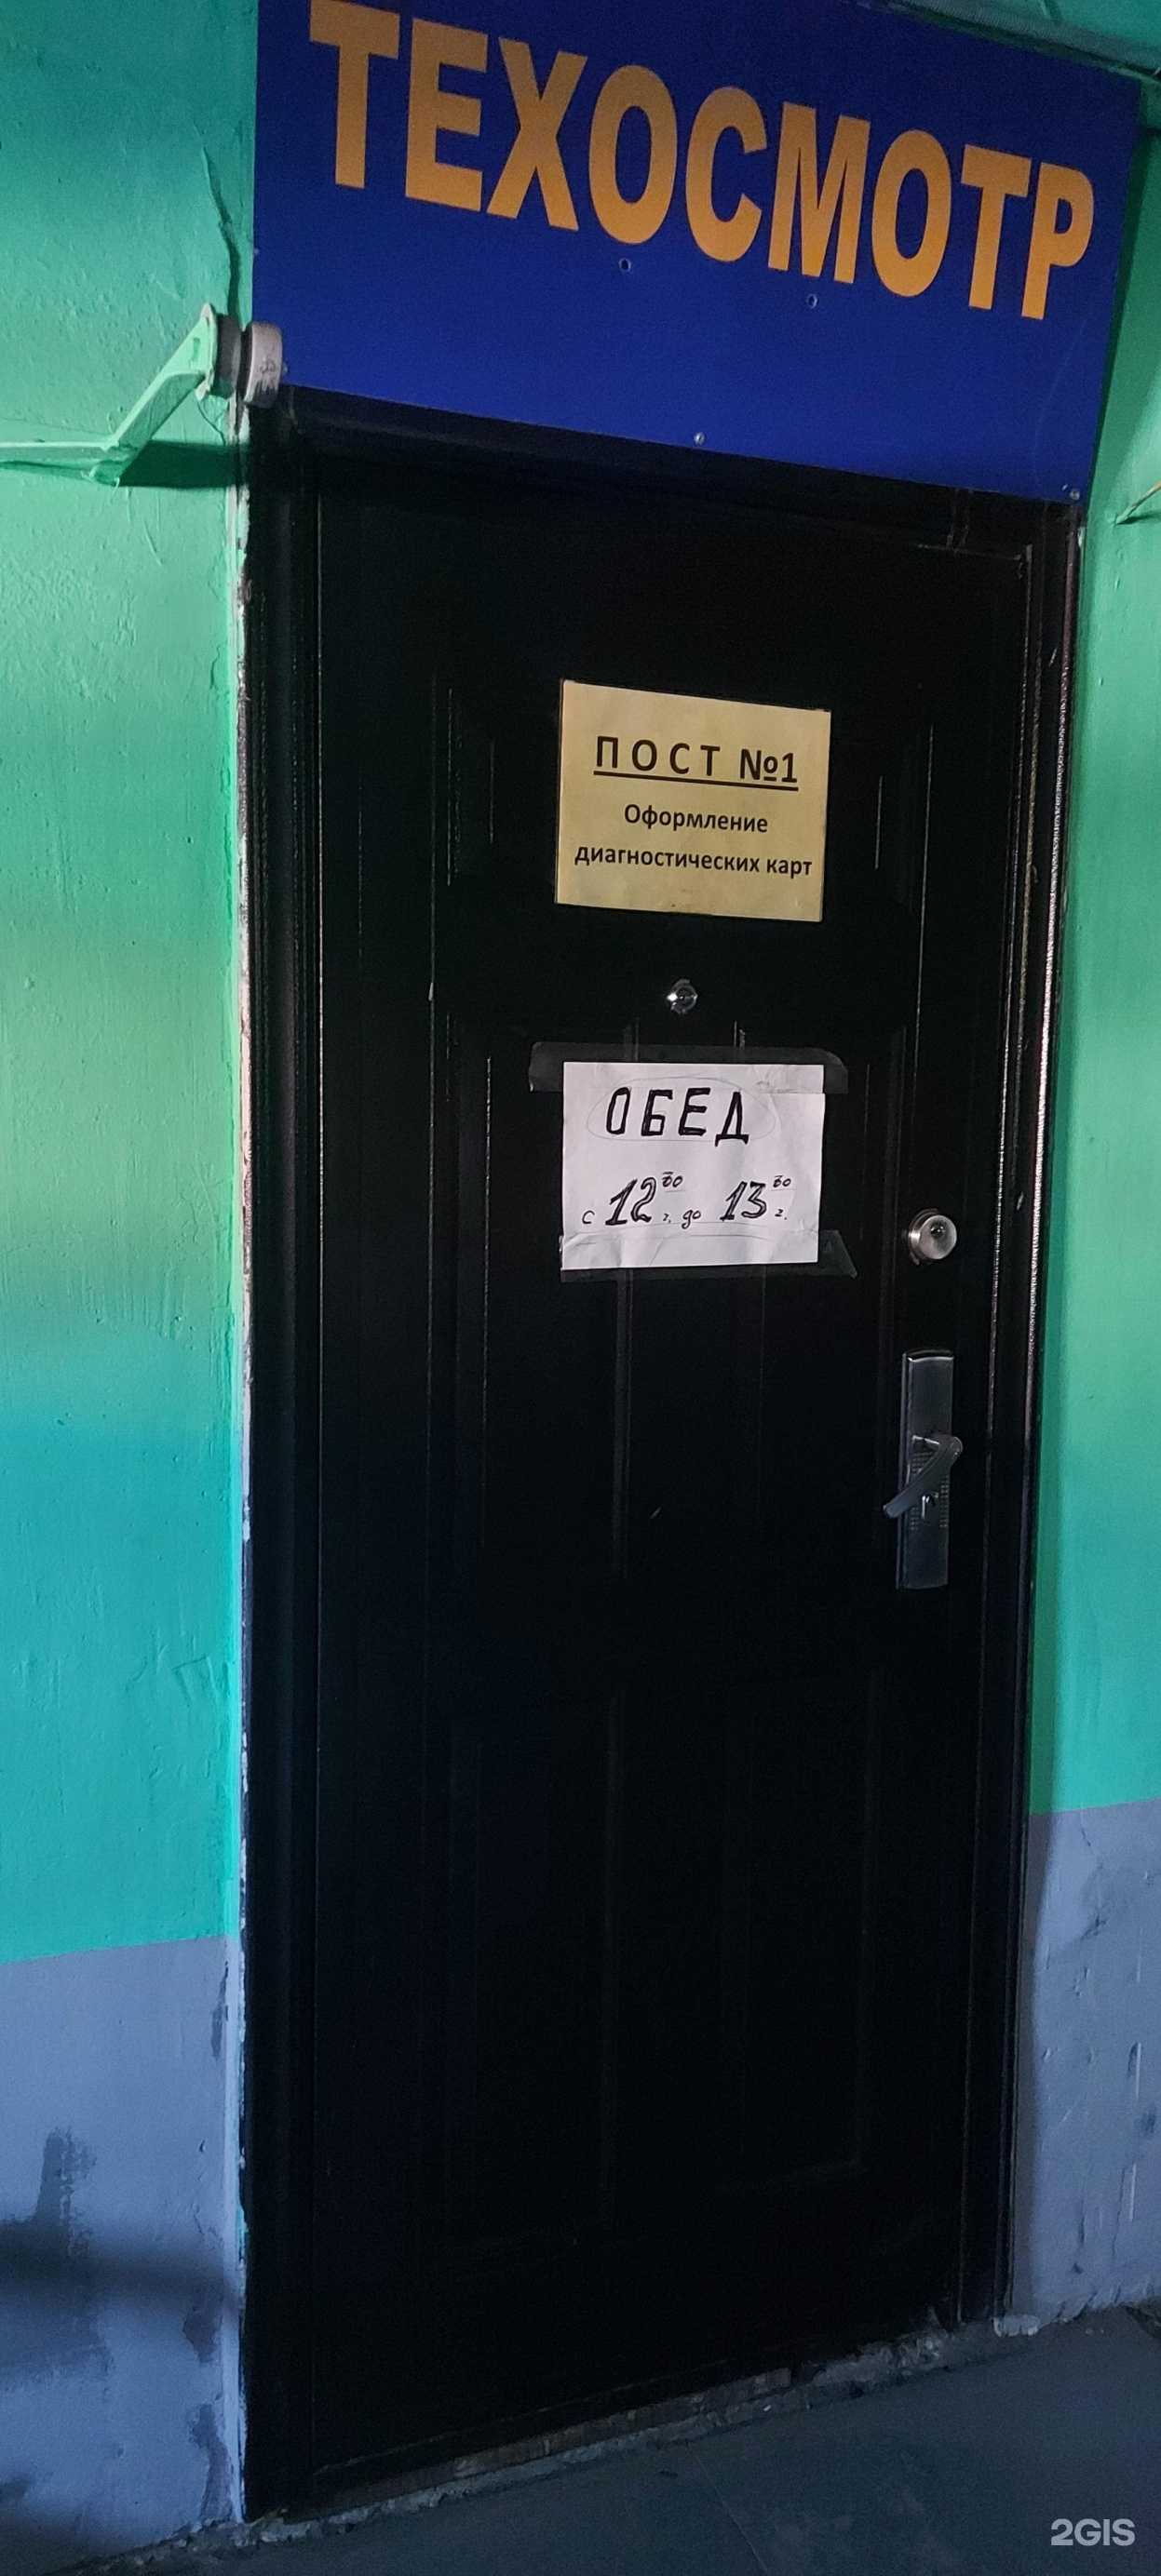 ТЕХОСМОТР
ПОСТ №1
Оформление
диагностических карт
ОБЕД
с 12⁰⁰ ч. до 13⁰⁰ ч.
2GIS